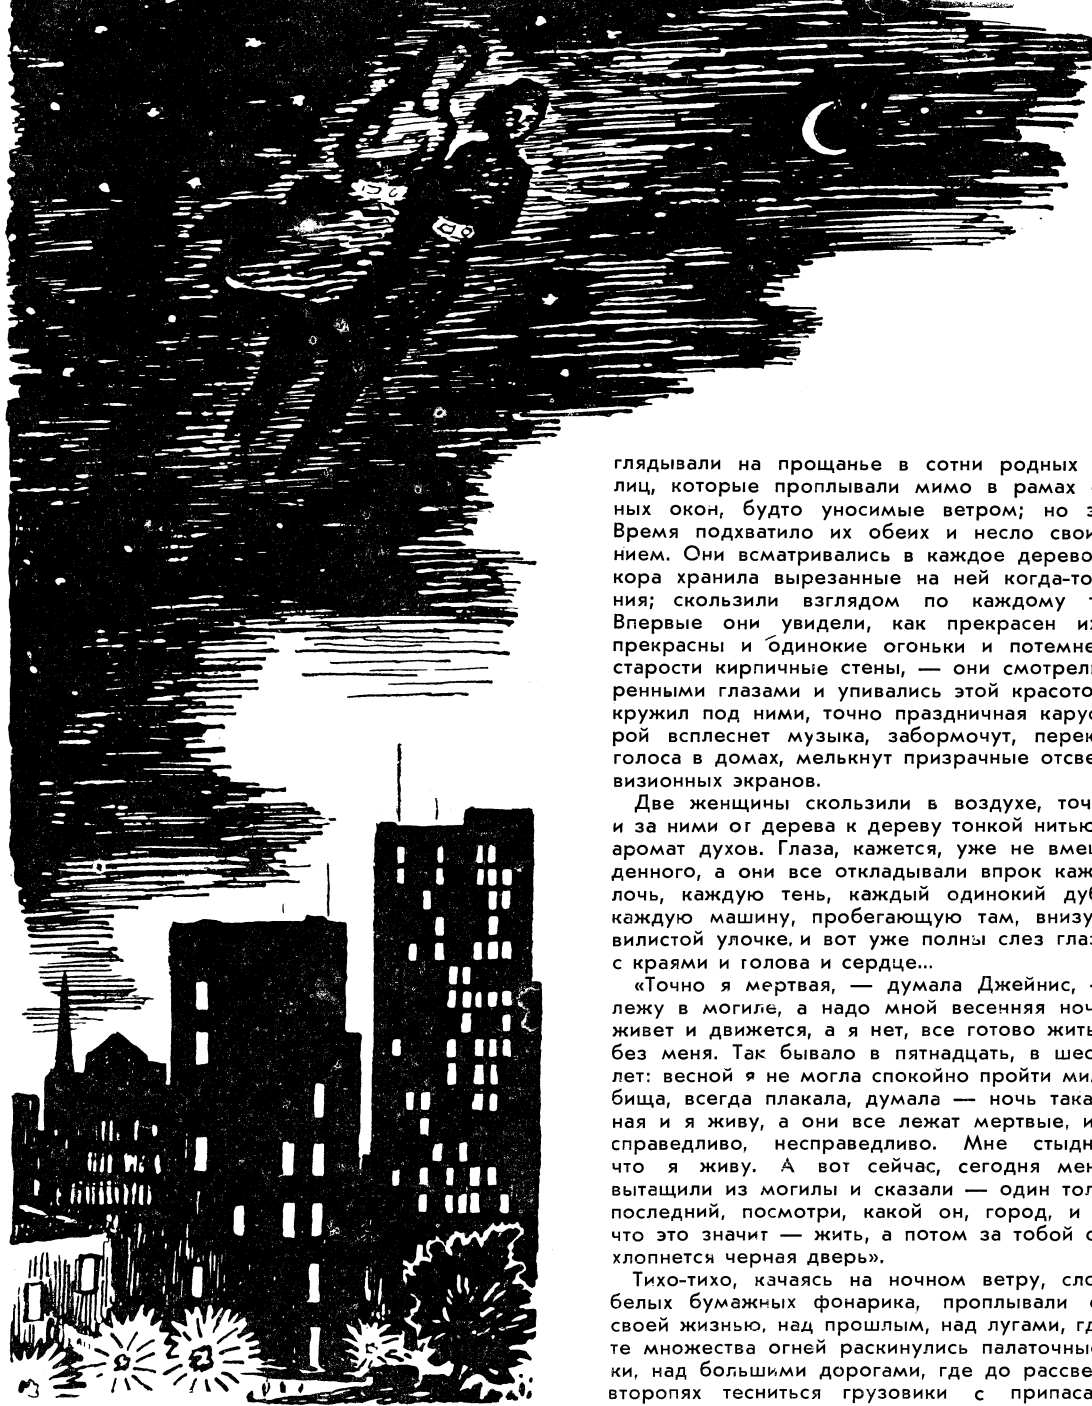 глядывали на прощанье в сотни родных
лиц, которые проплывали мимо в рамах
ных окон, будто уносимые ветром; но
Время подхватило их обеих и несло свои
нием. Они всматривались в каждое дерево
кора хранила вырезанные на ней когда-то
ния; скользили взглядом по каждому
Впервые они увидели, как прекрасен их
прекрасны и одинокие огоньки и потемне
старости кирпичные стены, — они смотрел
ренными глазами и упивались этой красото
кружил под ними, точно праздничная карус
рой всплеснет музыка, забормочут, перек
голоса в домах, мелькнут призрачные отсве
визионных экранов.
Две женщины скользили в воздухе, точ
и за ними от дерева к дереву тонкой нитью
аромат духов. Глаза, кажется, уже не вмещ
денного, а они все откладывали впрок каж
лочь, каждую тень, каждый одинокий дуб
каждую машину, пробегающую там, внизу
вилистой улочке, и вот уже полны слез глаз
с краями и голова и сердце...
«Точно я мертвая, — думала Джейнис,
лежу в могиле, а надо мной весенняя ноч
живет и движется, а я нет, все готово жить
без меня. Так бывало в пятнадцать, в шес
лет: весной я не могла спокойно пройти ми
бища, всегда плакала, думала — ночь така
ная и я живу, а они все лежат мертвые, и
справедливо, несправедливо. Мне стыдн
что я живу. А вот сейчас, сегодня мен
вытащили из могилы и сказали — один тол
последний, посмотри, какой он, город, и
что это значит — жить, а потом за тобой с
хлопнется черная дверь».
Тихо-тихо, качаясь на ночном ветру, сло
белых бумажных фонарика, проплывали
своей жизнью, над прошлым, над лугами, гд
те множества огней раскинулись палаточны
ки, над большими дорогами, где до рассве
второпях тесниться грузовики с припаса